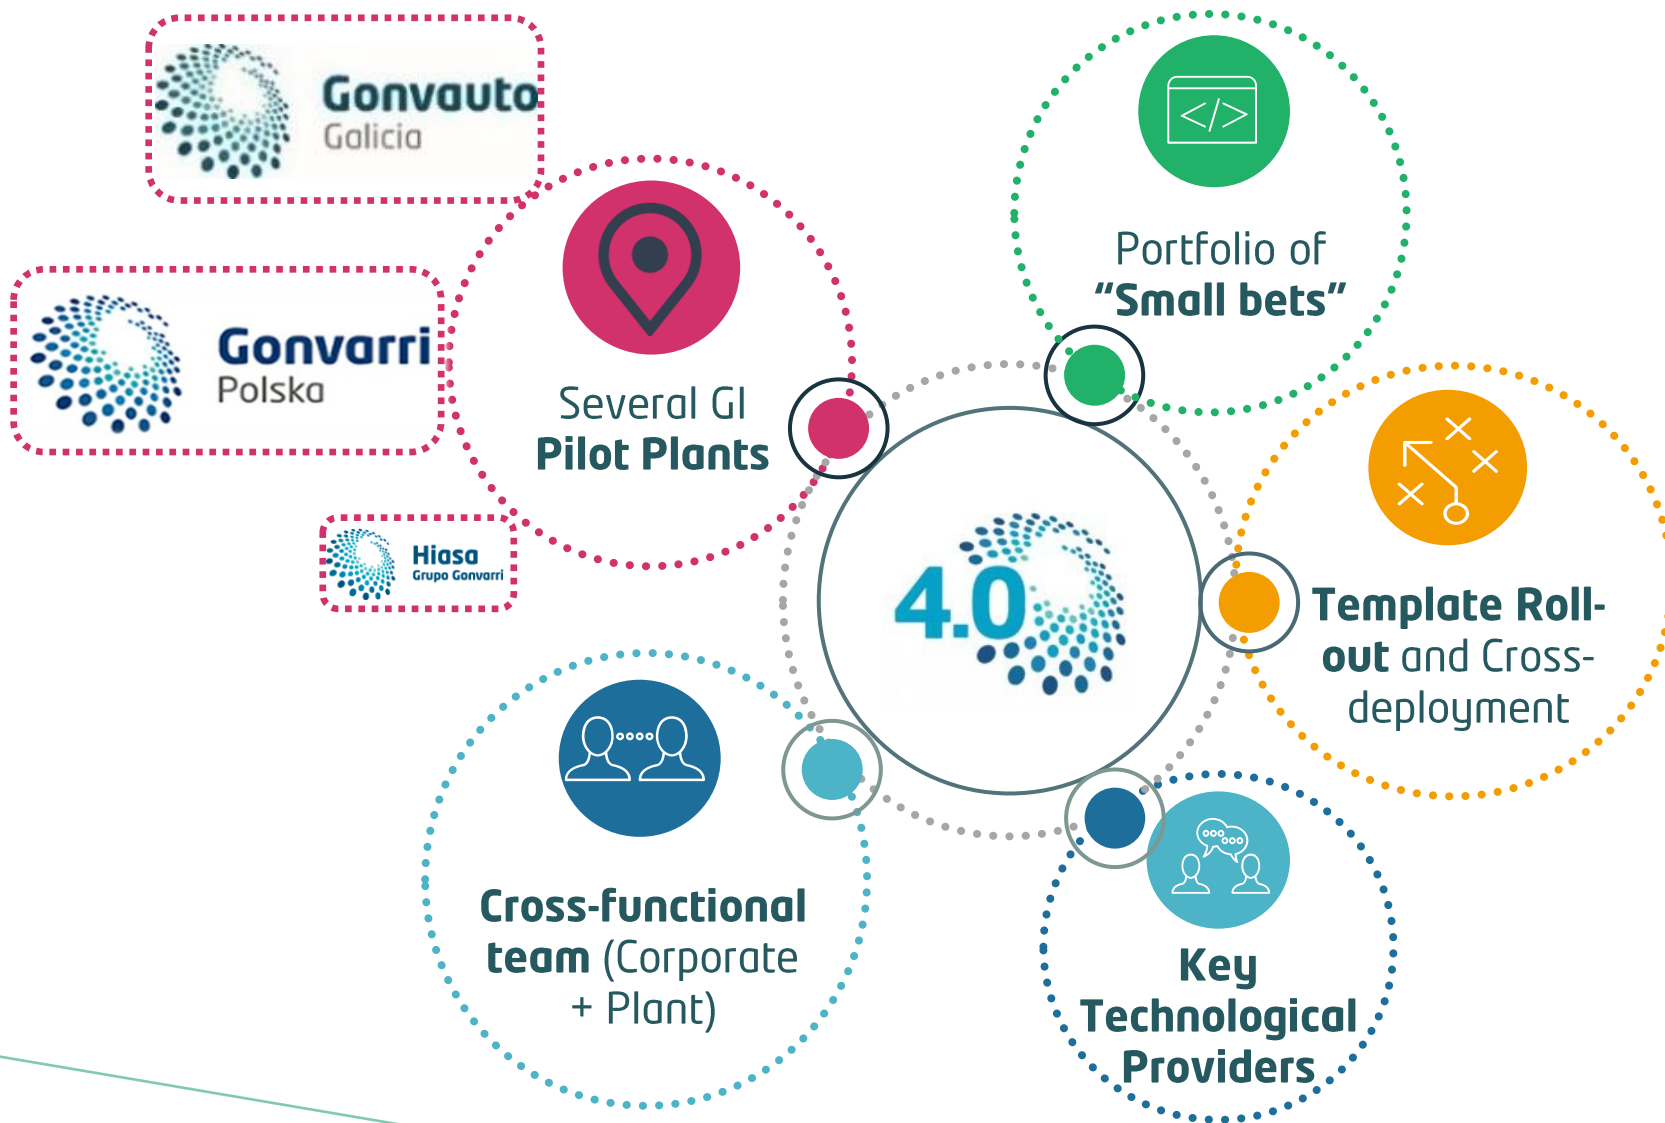 Gonvauto
Galicia
Gonvarri
Polska
Hiasa
Grupo Gonvarri
Several GI
Pilot Plants
</>
Portfolio of
“Small bets”
4.0
Template Roll-
out and Cross-
deployment
Cross-functional
team (Corporate
+ Plant)
Key
Technological
Providers